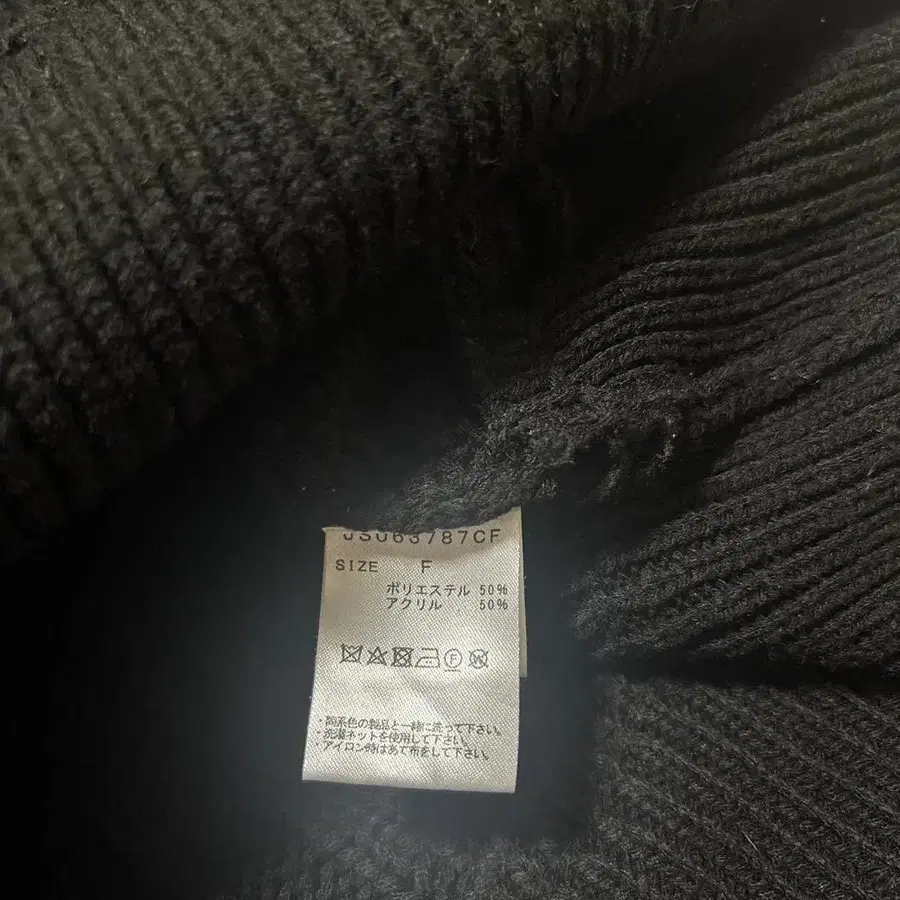 JSJ63787CF
SIZE F
ポリエステル 50%
アクリル 50%
・同系色の製品と一緒に洗って下さい。
・洗濯ネットを使用して下さい。
・アイロン時はあて布をして下さい。